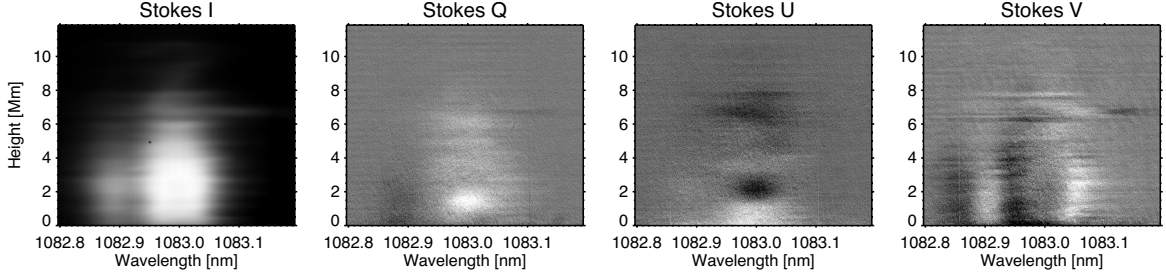 Stokes I Stokes Q Stokes U Stokes V
Height [Mm]
10 10 10 10
8 8 8 8
6 6 6 6
4 4 4 4
2 2 2 2
0 0 0 0
1082.8 1082.9 1083.0 1083.1 1082.8 1082.9 1083.0 1083.1 1082.8 1082.9 1083.0 1083.1 1082.8 1082.9 1083.0 1083.1
Wavelength [nm] Wavelength [nm] Wavelength [nm] Wavelength [nm]